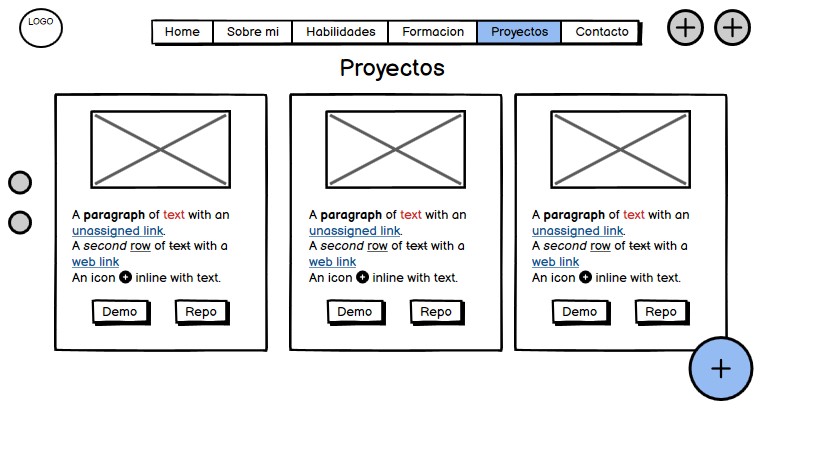 LOGO
Home Sobre mi Habilidades Formacion Proyectos Contacto
Proyectos
A paragraph of text with an
unassigned link.
A second row of text with a
web link
An icon inline with text.
Demo Repo
A paragraph of text with an
unassigned link.
A second row of text with a
web link
An icon inline with text.
Demo Repo
A paragraph of text with an
unassigned link.
A second row of text with a
web link
An icon inline with text.
Demo Repo